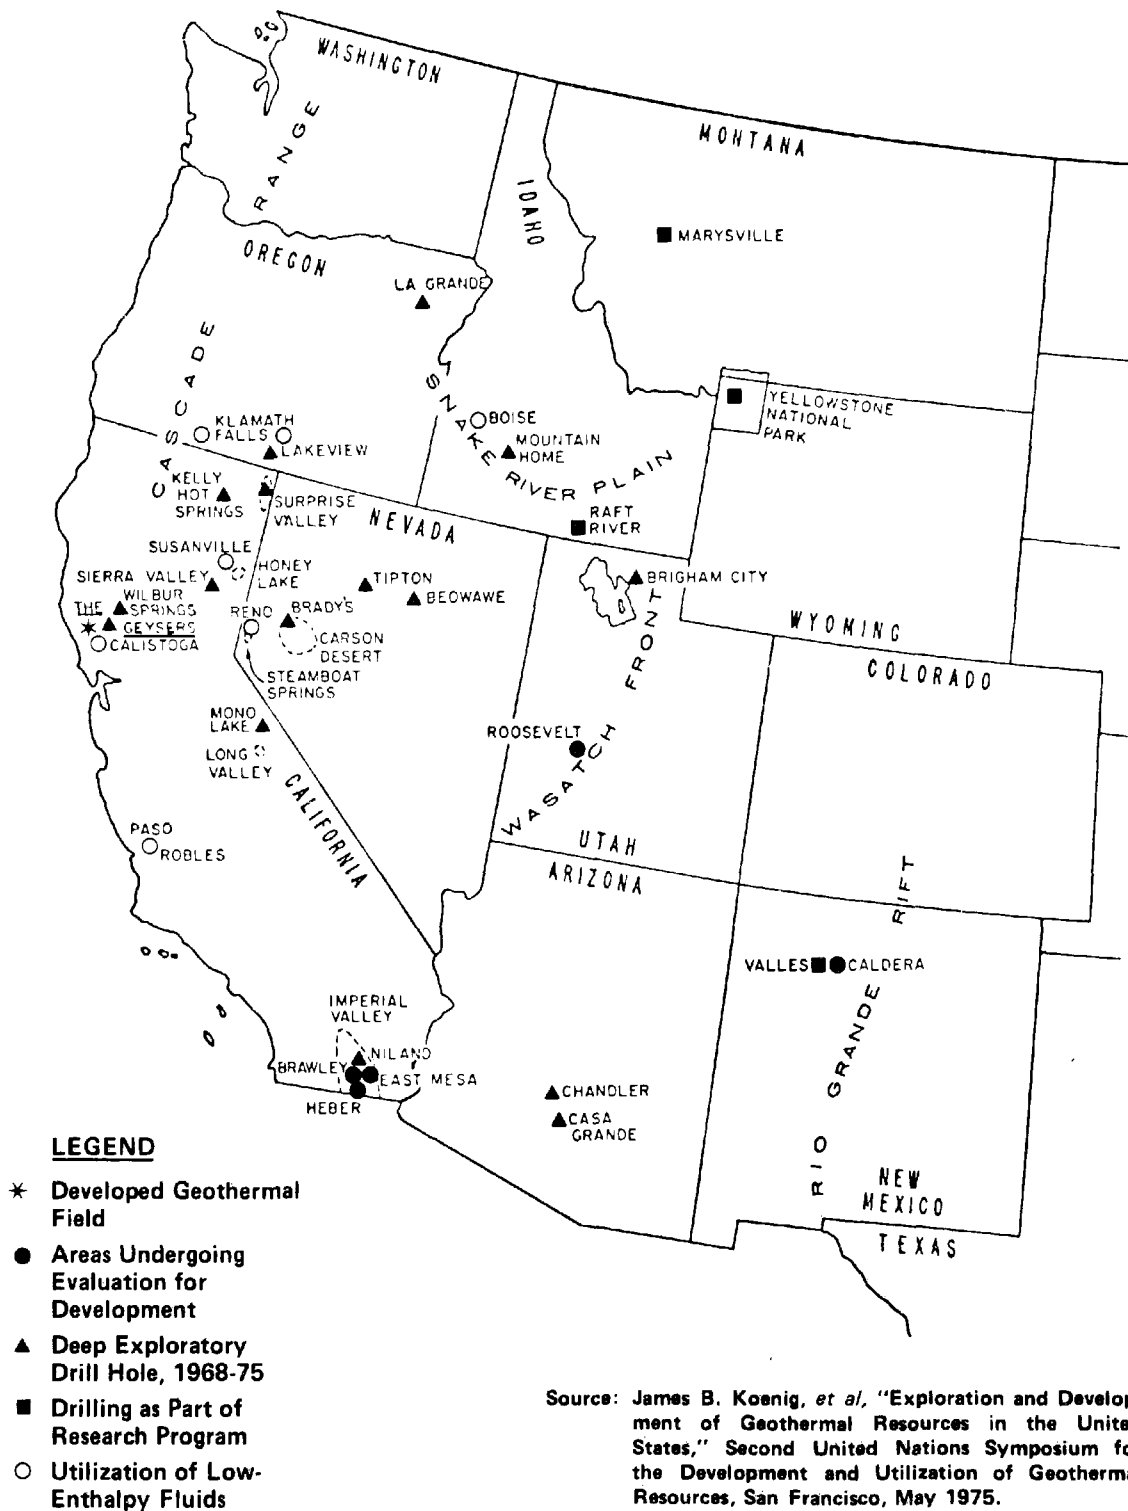 WASHINGTON
MONTANA
RANGE
IDAHO
MARYSVILLE
OREGON
LA GRANDE
CASCADE
SNAKE RIVER PLAIN
YELLOWSTONE
NATIONAL
PARK
BOISE
KLAMATH
FALLS
MOUNTAIN
HOME
LAKEVIEW
KELLY
HOT
SPRINGS
SURPRISE
VALLEY
NEVADA
RAFT
RIVER
SUSANVILLE
HONEY
LAKE
SIERRA VALLEY
TIPTON
BRIGHAM CITY
WILBUR
SPRINGS
BEOWAWE
THE
GEYSERS
RENO
BRADY'S
CALISTOGA
CARSON
DESERT
WYOMING
COLORADO
STEAMBOAT
SPRINGS
WASATCH FRONT
MONO
LAKE
ROOSEVELT
LONG
VALLEY
CALIFORNIA
PASO
ROBLES
UTAH
ARIZONA
RIO GRANDE RIFT
VALLES
CALDERA
IMPERIAL
VALLEY
NILAND
BRAWLEY
EAST MESA
HEBER
CHANDLER
CASA
GRANDE
NEW
MEXICO
TEXAS
LEGEND
Developed Geothermal
Field
Areas Undergoing
Evaluation for
Development
Deep Exploratory
Drill Hole, 1968-75
Drilling as Part of
Research Program
Utilization of Low-
Enthalpy Fluids
Source: James B. Koenig, et al, "Exploration and Develop
ment of Geothermal Resources in the Unite
States," Second United Nations Symposium fo
the Development and Utilization of Geotherma
Resources, San Francisco, May 1975.